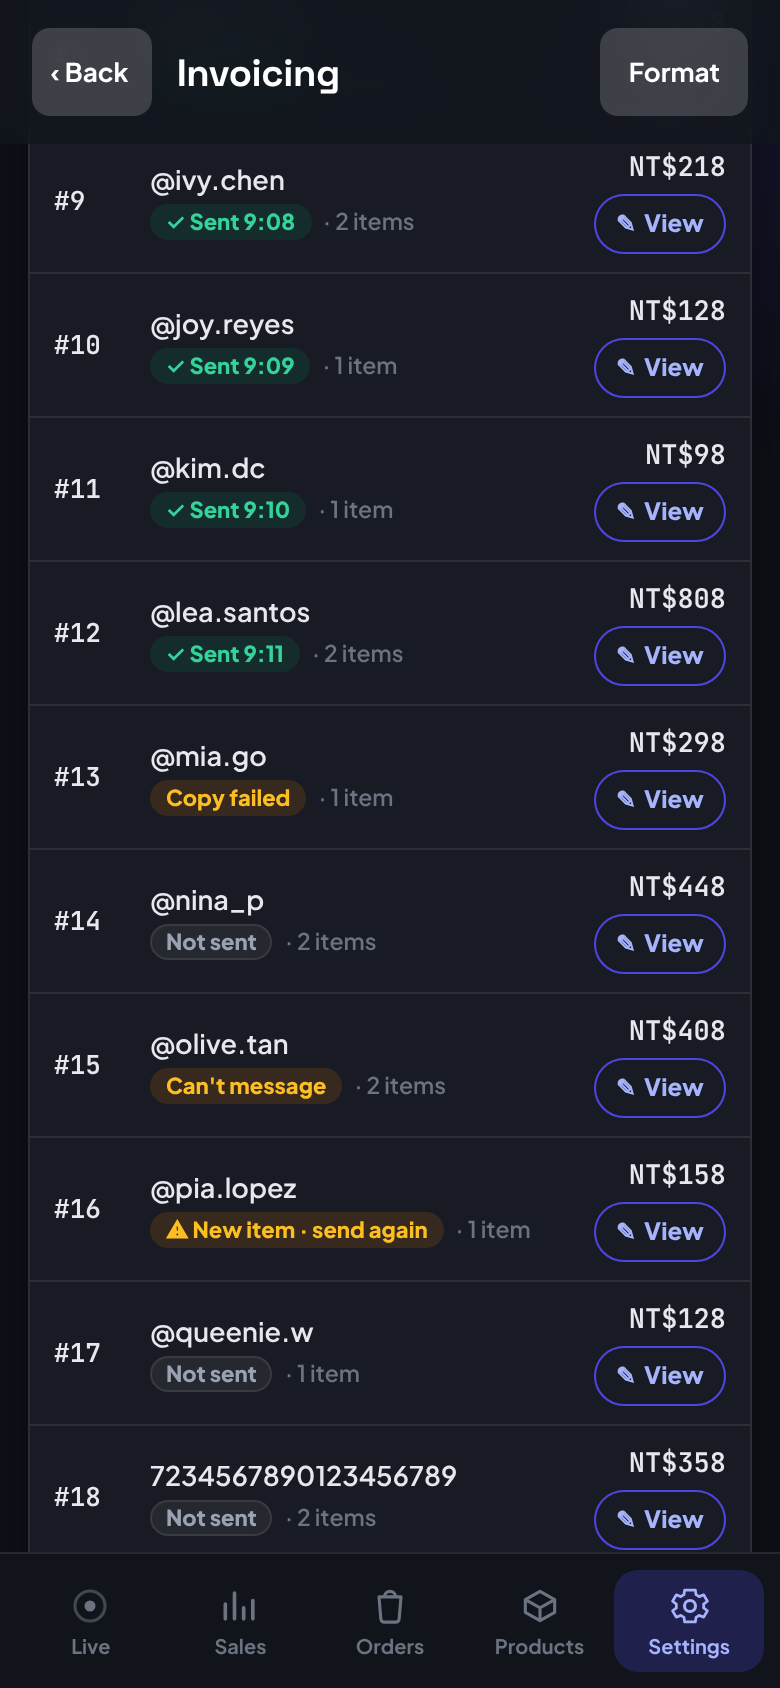 ‹ Back
Invoicing
Format
#9
@ivy.chen
NT$218
✓ Sent 9:08 · 2 items
✎ View
#10
@joy.reyes
NT$128
✓ Sent 9:09 · 1 item
✎ View
#11
@kim.dc
NT$98
✓ Sent 9:10 · 1 item
✎ View
#12
@lea.santos
NT$808
✓ Sent 9:11 · 2 items
✎ View
#13
@mia.go
NT$298
Copy failed · 1 item
✎ View
#14
@nina_p
NT$448
Not sent · 2 items
✎ View
#15
@olive.tan
NT$408
Can't message · 2 items
✎ View
#16
@pia.lopez
NT$158
⚠ New item · send again · 1 item
✎ View
#17
@queenie.w
NT$128
Not sent · 1 item
✎ View
#18
7234567890123456789
NT$358
Not sent · 2 items
✎ View
Live
Sales
Orders
Products
Settings